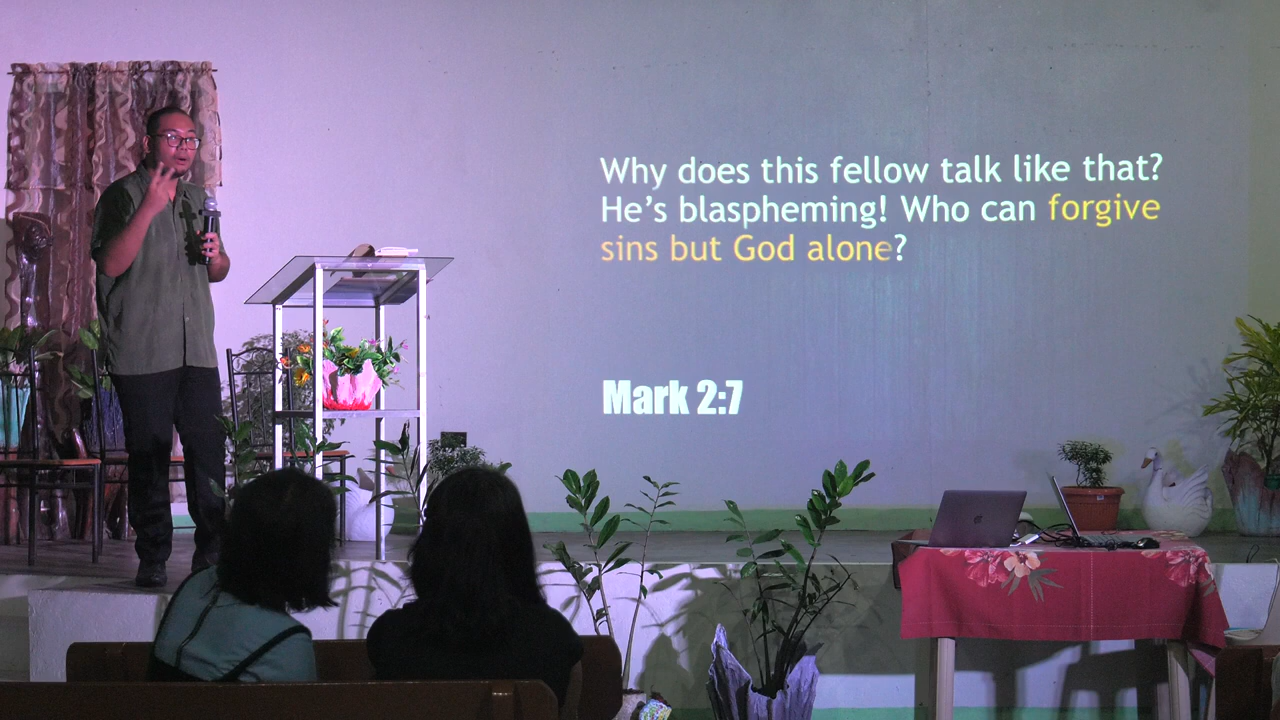 Why does this fellow talk like that?
He's blaspheming! Who can forgive
sins but God alone?
Mark 2:7